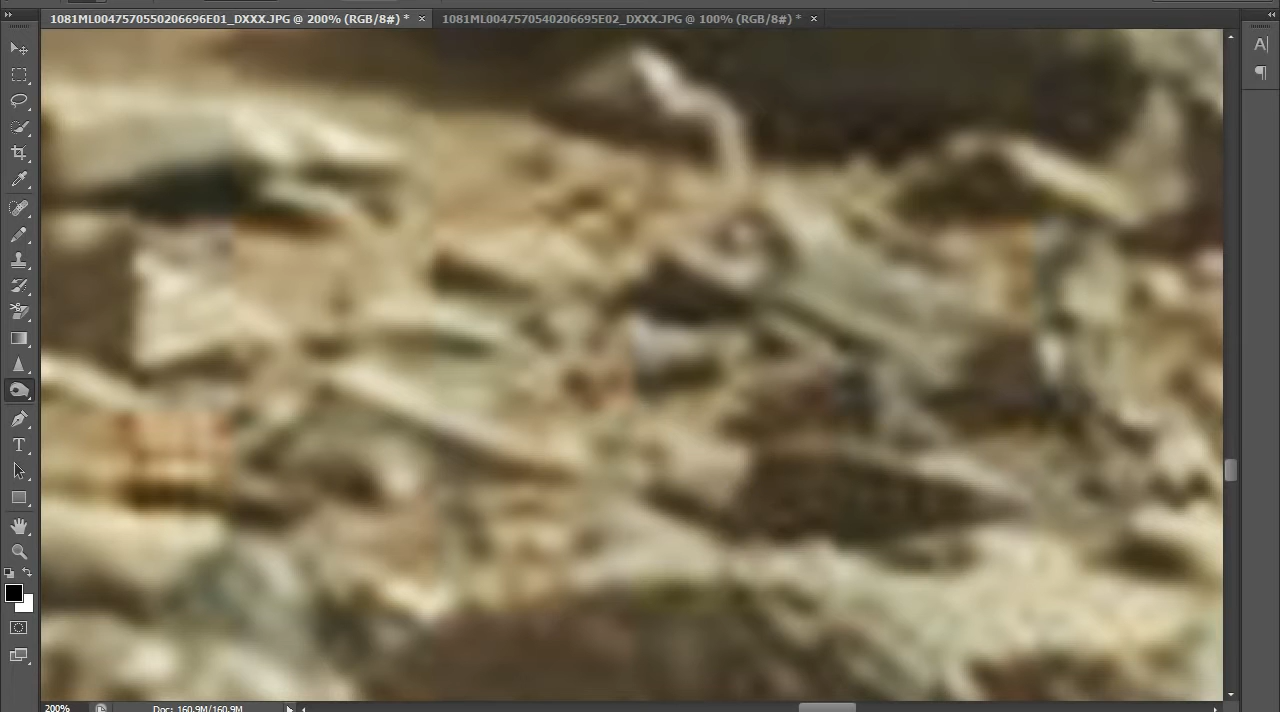 1081ML0047570550206696E01_DXXX.JPG @ 200% (RGB/8#) * × 1081ML0047570540206695E02_DXXX.JPG @ 100% (RGB/8#) * ×
A
T
200% Doc: 160.9M/160.9M